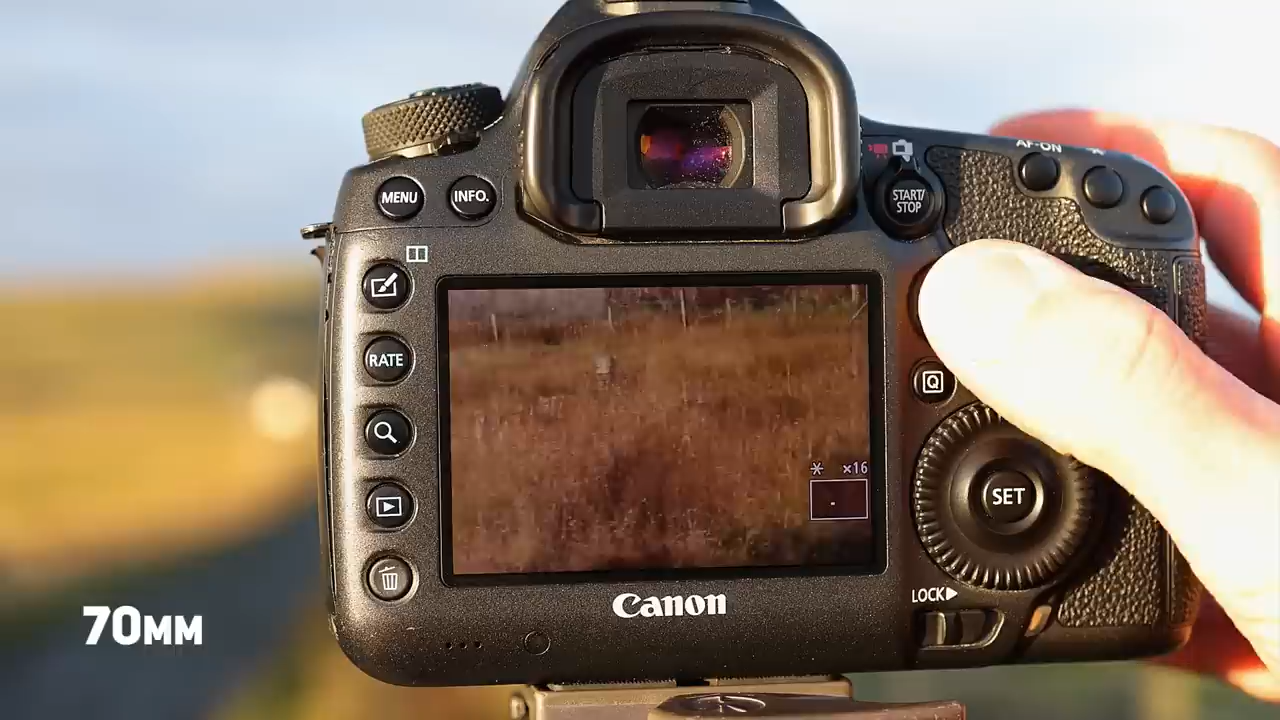 AF-ON
MENU
INFO.
START/
STOP
RATE
Q
×16
SET
Canon
LOCK▶
70MM